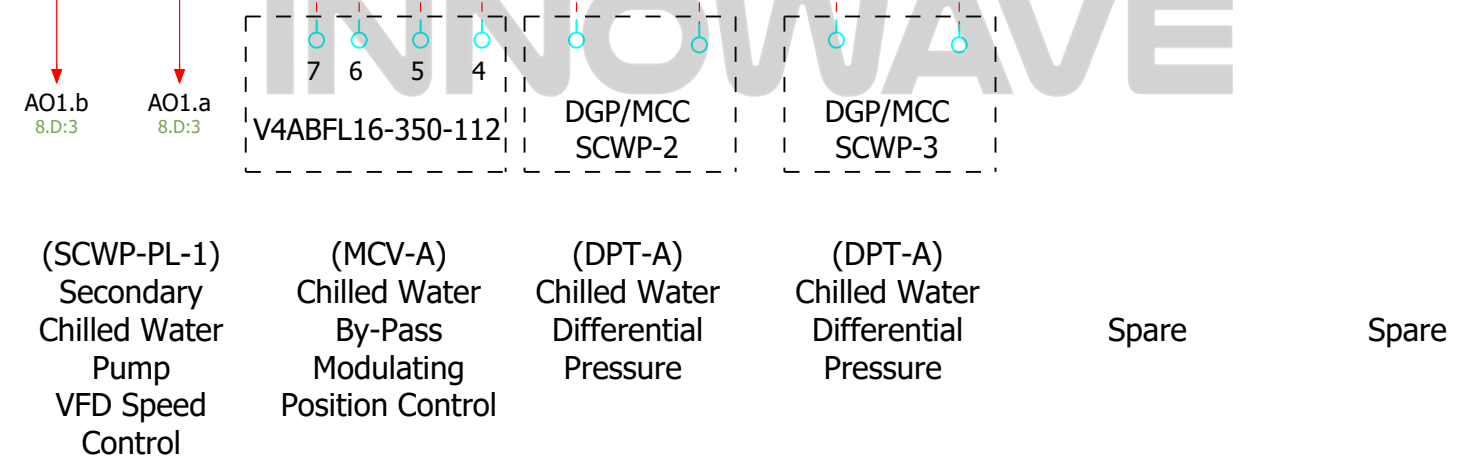 INNOWAVE
7 6 5 4
AO1.b
8.D:3
AO1.a
8.D:3
V4ABFL16-350-112
DGP/MCC
SCWP-2
DGP/MCC
SCWP-3
(SCWP-PL-1)
Secondary
Chilled Water
Pump
VFD Speed
Control
(MCV-A)
Chilled Water
By-Pass
Modulating
Position Control
(DPT-A)
Chilled Water
Differential
Pressure
(DPT-A)
Chilled Water
Differential
Pressure
Spare
Spare